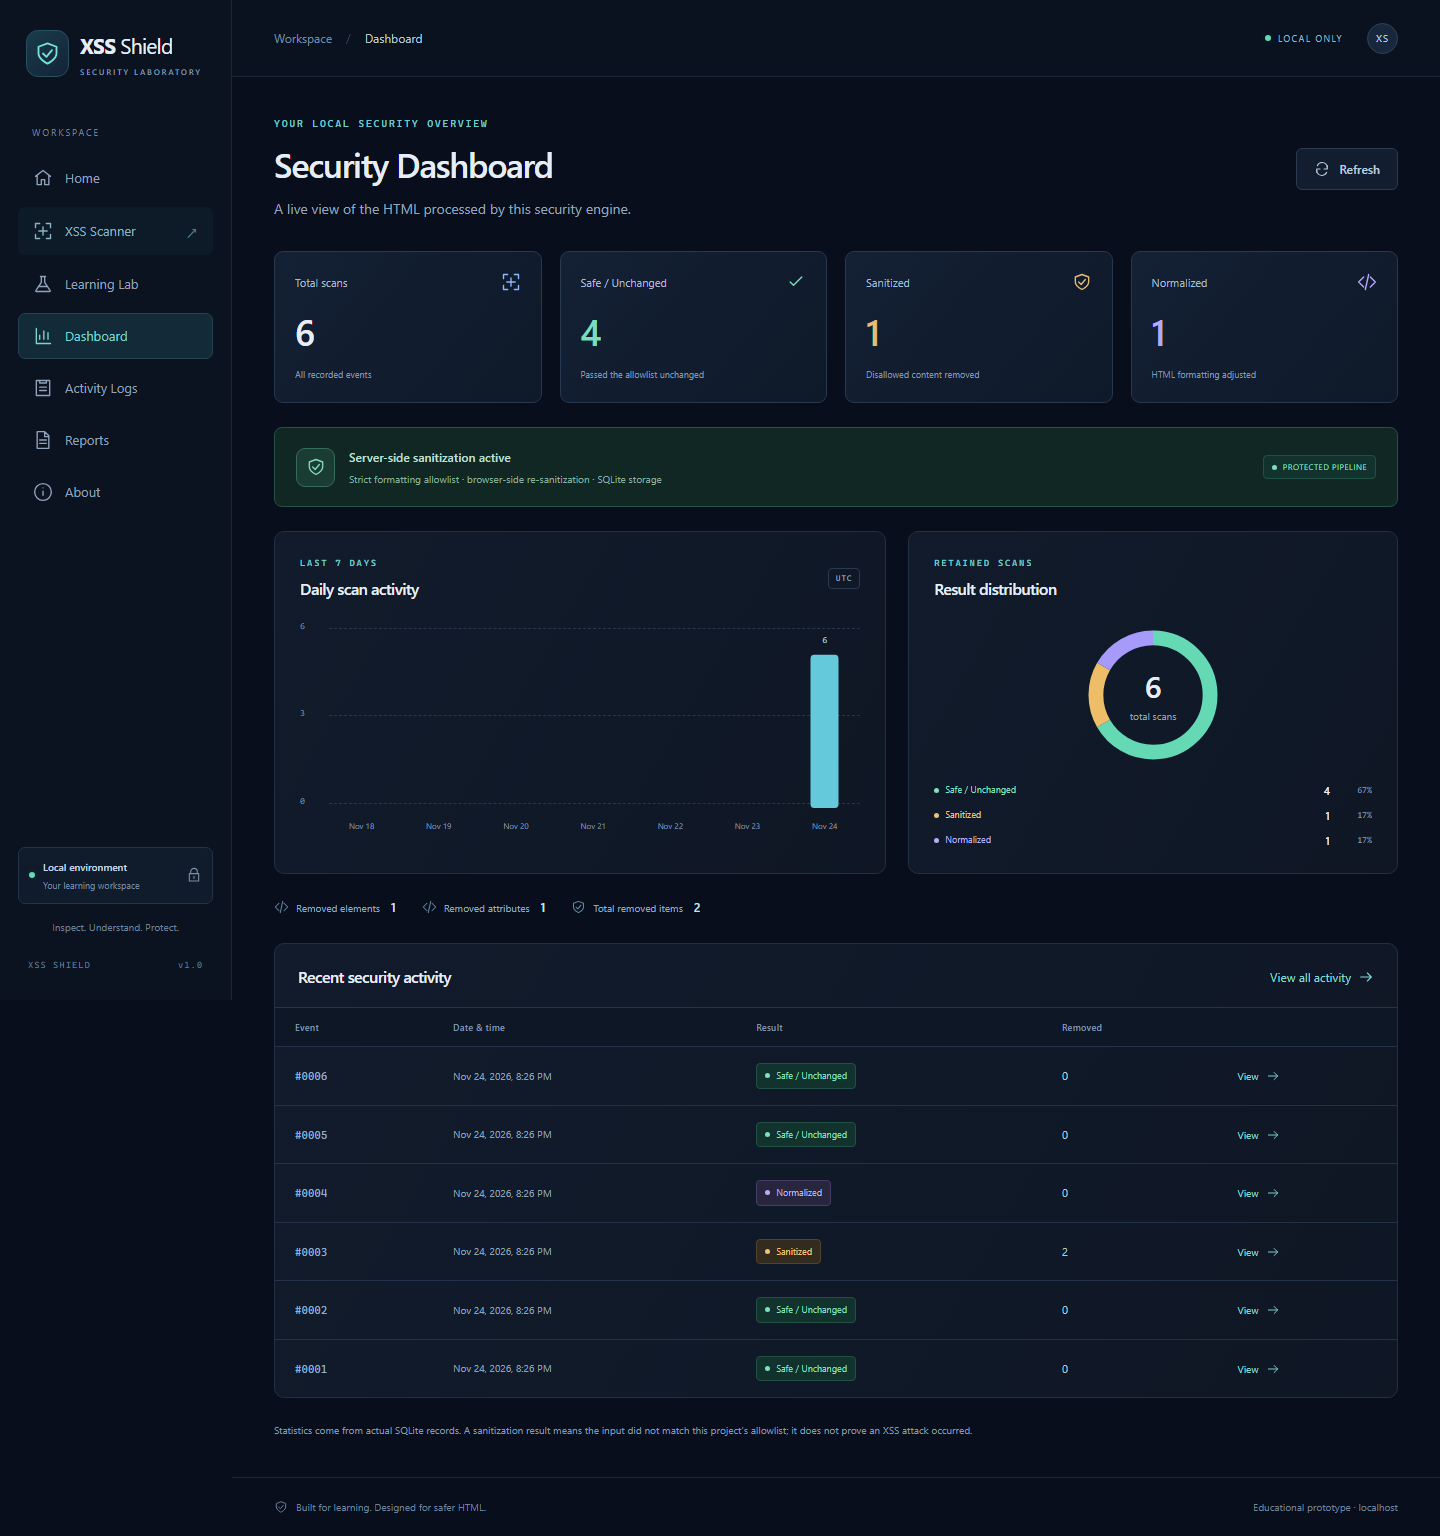 XSS Shield
SECURITY LABORATORY
WORKSPACE
Home
XSS Scanner
Learning Lab
Dashboard
Activity Logs
Reports
About
Local environment
Your learning workspace
Inspect. Understand. Protect.
XSS SHIELD v1.0
Workspace / Dashboard
LOCAL ONLY
XS
YOUR LOCAL SECURITY OVERVIEW
Security Dashboard
A live view of the HTML processed by this security engine.
Refresh
Total scans
6
All recorded events
Safe / Unchanged
4
Passed the allowlist unchanged
Sanitized
1
Disallowed content removed
Normalized
1
HTML formatting adjusted
Server-side sanitization active
Strict formatting allowlist · browser-side re-sanitization · SQLite storage
PROTECTED PIPELINE
LAST 7 DAYS
Daily scan activity
UTC
6
6
3
0
Nov 18 Nov 19 Nov 20 Nov 21 Nov 22 Nov 23 Nov 24
RETAINED SCANS
Result distribution
6
total scans
Safe / Unchanged 4 67%
Sanitized 1 17%
Normalized 1 17%
Removed elements 1 Removed attributes 1 Total removed items 2
Recent security activity
View all activity
Event Date & time Result Removed
#0006 Nov 24, 2026, 8:26 PM Safe / Unchanged 0 View
#0005 Nov 24, 2026, 8:26 PM Safe / Unchanged 0 View
#0004 Nov 24, 2026, 8:26 PM Normalized 0 View
#0003 Nov 24, 2026, 8:26 PM Sanitized 2 View
#0002 Nov 24, 2026, 8:26 PM Safe / Unchanged 0 View
#0001 Nov 24, 2026, 8:26 PM Safe / Unchanged 0 View
Statistics come from actual SQLite records. A sanitization result means the input did not match this project's allowlist; it does not prove an XSS attack occurred.
Built for learning. Designed for safer HTML.
Educational prototype · localhost